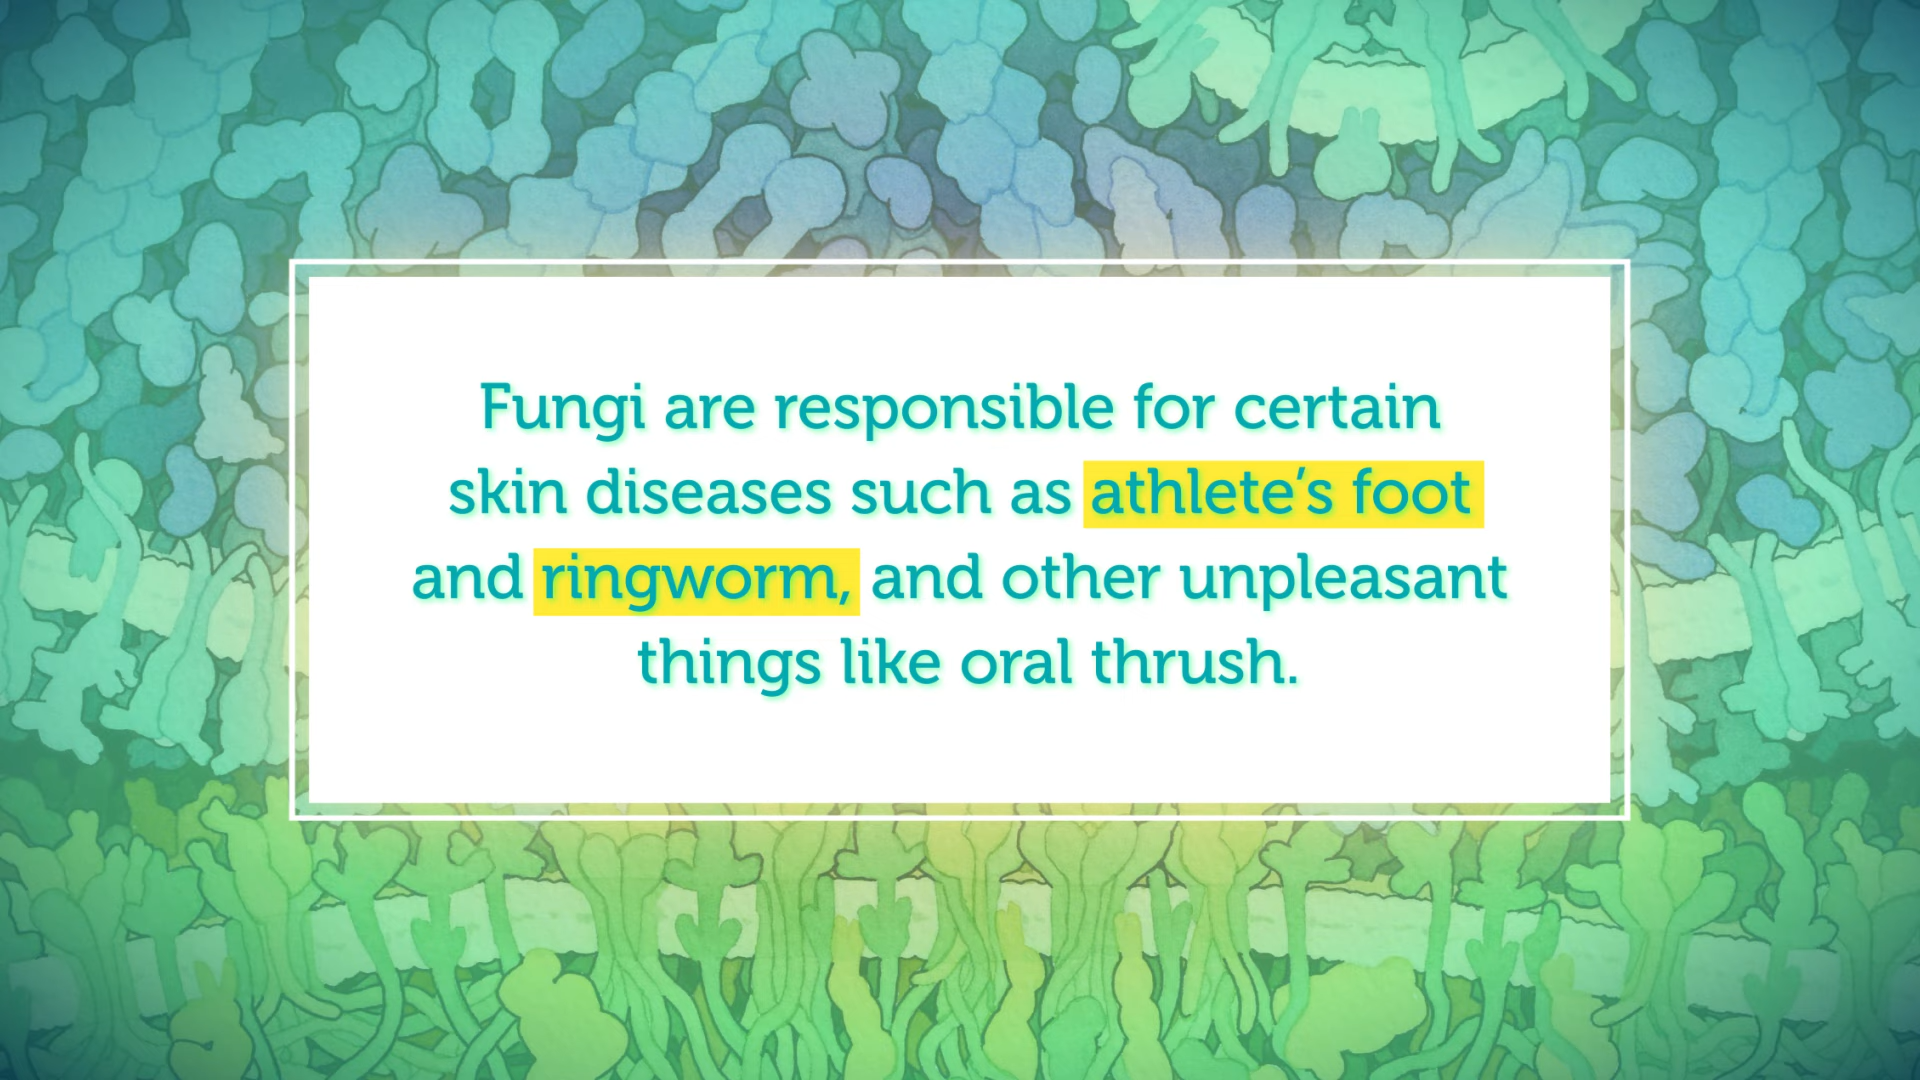 Fungi are responsible for certain
skin diseases such as athlete’s foot
and ringworm, and other unpleasant
things like oral thrush.